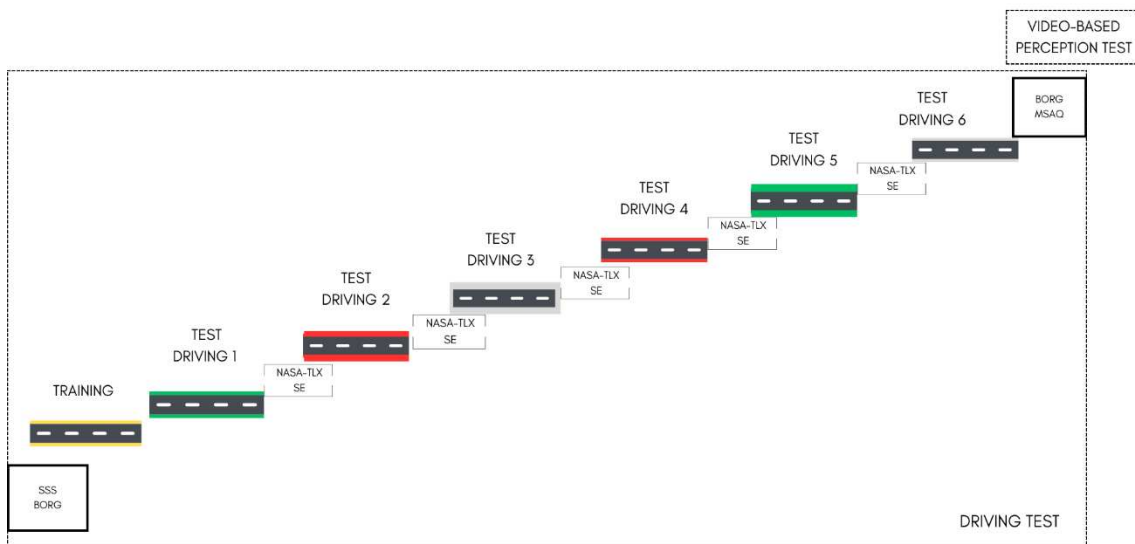 VIDEO-BASED
PERCEPTION TEST
BORG
MSAQ
TEST
DRIVING 6
NASA-TLX
SE
TEST
DRIVING 5
NASA-TLX
SE
TEST
DRIVING 4
NASA-TLX
SE
TEST
DRIVING 3
NASA-TLX
SE
TEST
DRIVING 2
NASA-TLX
SE
TEST
DRIVING 1
TRAINING
SSS
BORG
DRIVING TEST